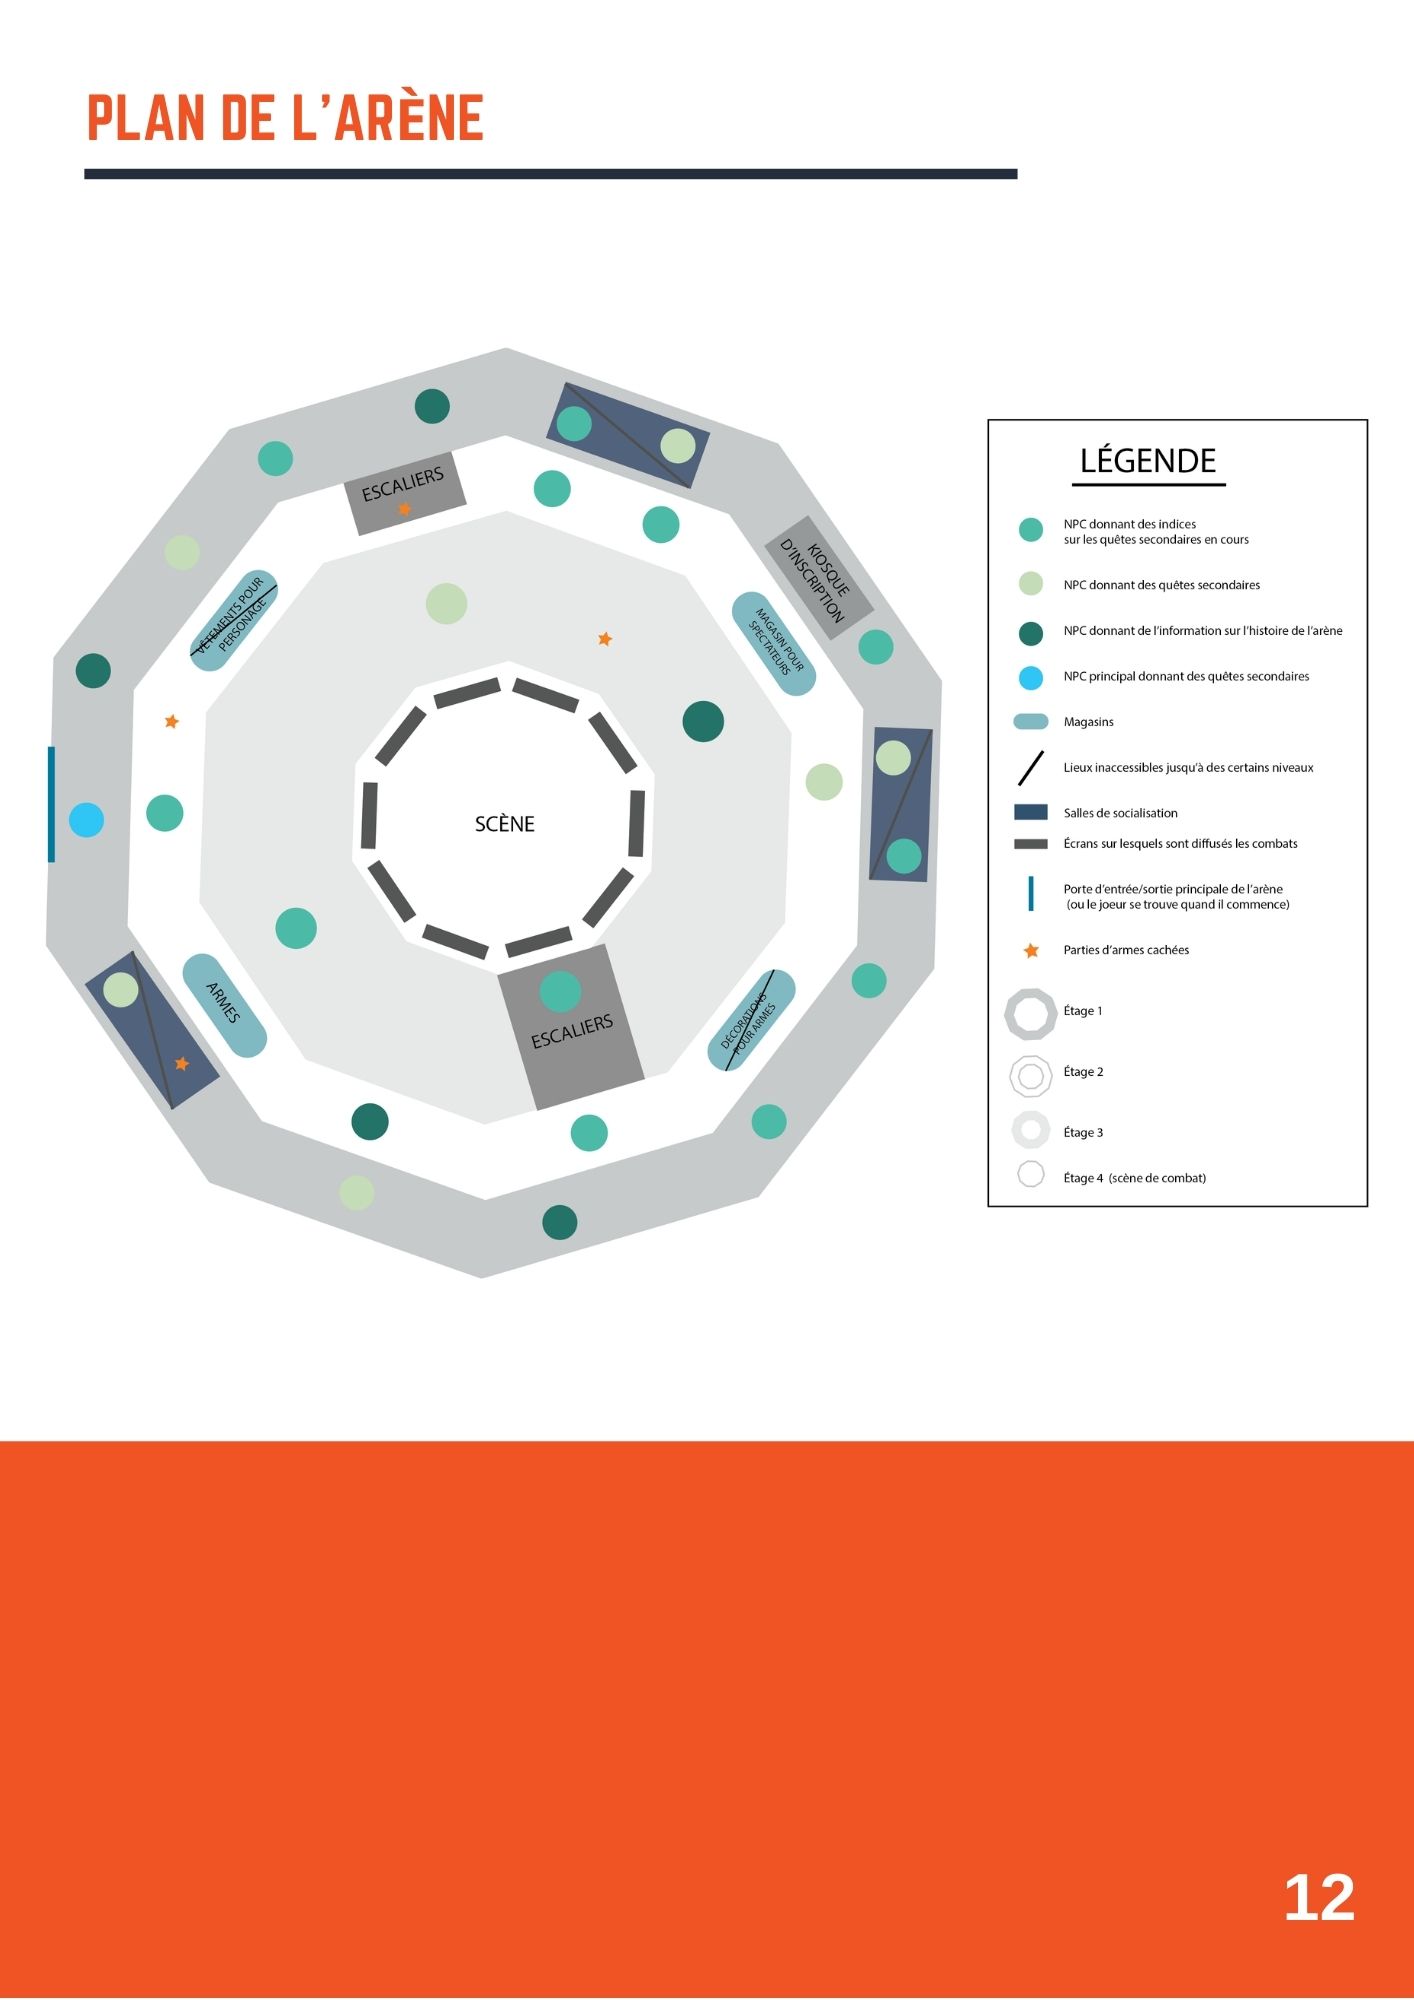 PLAN DE L'ARÈNE
ESCALIERS
KIOSQUE
D'INSCRIPTION
VÊTEMENTS POUR
PERSONAGE
MAGASIN POUR
SPECTATEURS
SCÈNE
ARMES
ESCALIERS
DÉCORATIONS
POUR ARMES
LÉGENDE
NPC donnant des indices
sur les quêtes secondaires en cours
NPC donnant des quêtes secondaires
NPC donnant de l'information sur l'histoire de l'arène
NPC principal donnant des quêtes secondaires
Magasins
Lieux inaccessibles jusqu'à des certains niveaux
Salles de socialisation
Écrans sur lesquels sont diffusés les combats
Porte d'entrée/sortie principale de l'arène
(ou le joeur se trouve quand il commence)
Parties d'armes cachées
Étage 1
Étage 2
Étage 3
Étage 4 (scène de combat)
12